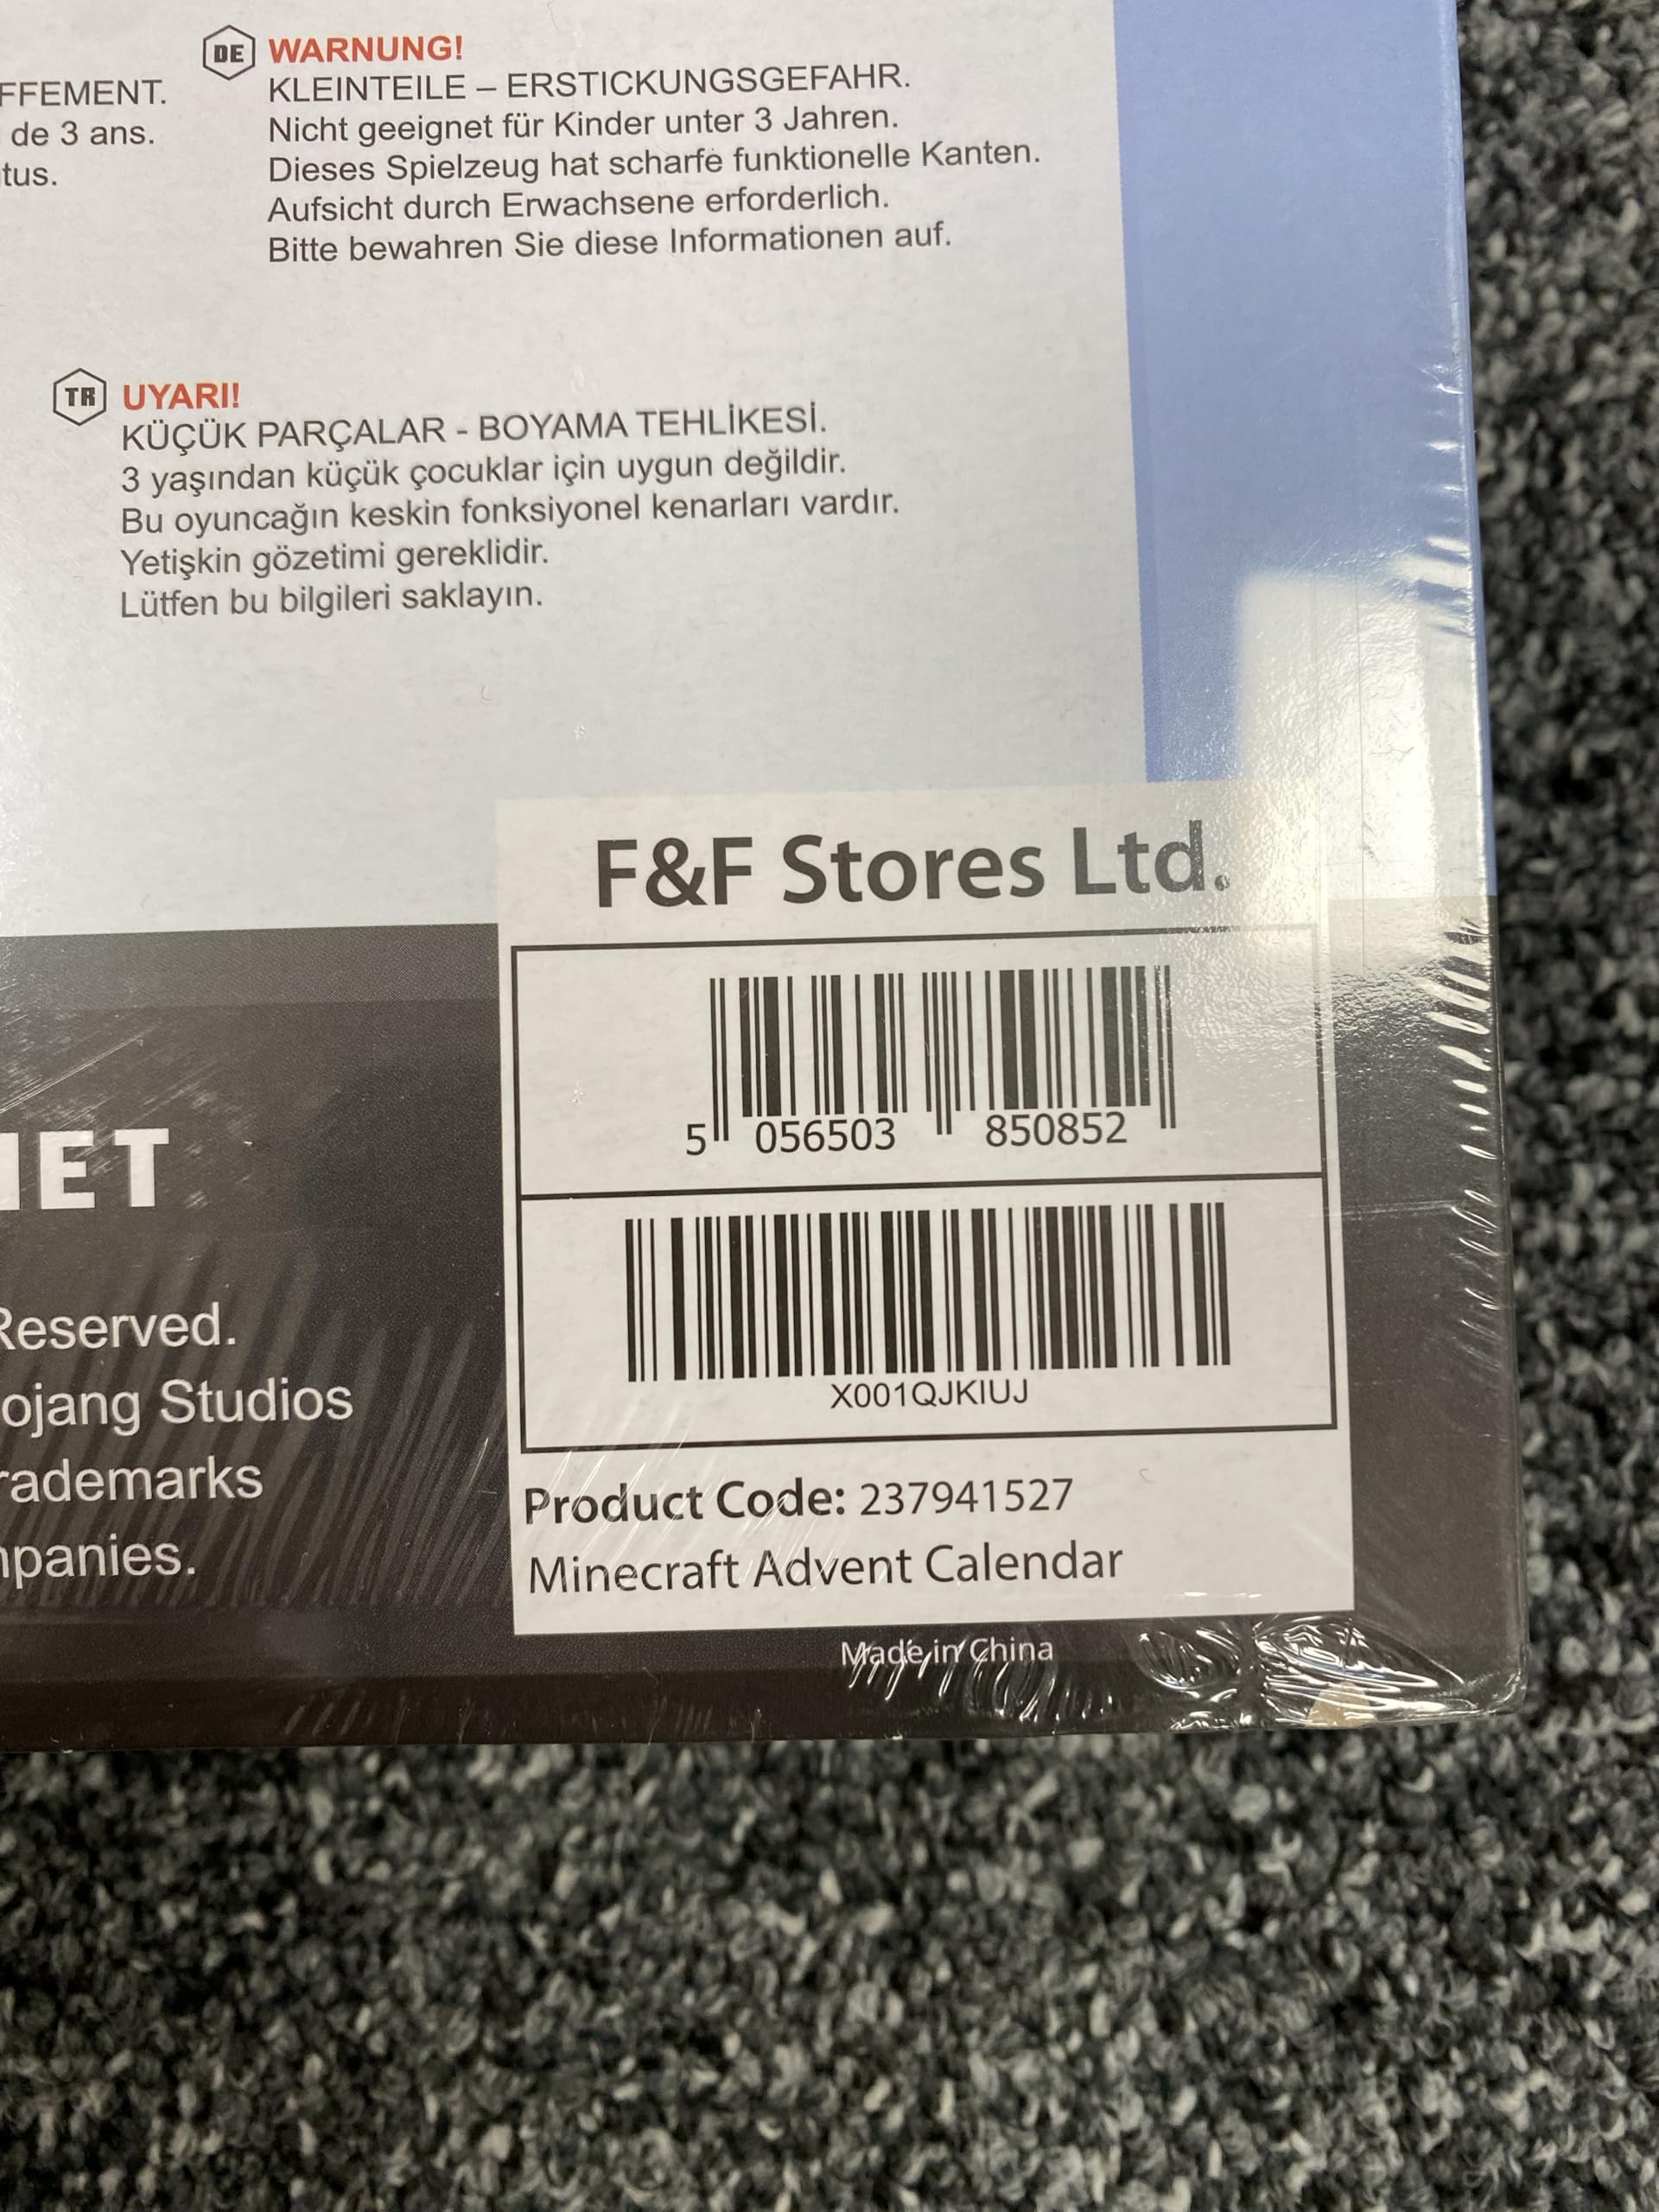 FFEMENT.
de 3 ans.
tus.
DE WARNUNG!
KLEINTEILE – ERSTICKUNGSGEFAHR.
Nicht geeignet für Kinder unter 3 Jahren.
Dieses Spielzeug hat scharfe funktionelle Kanten.
Aufsicht durch Erwachsene erforderlich.
Bitte bewahren Sie diese Informationen auf.
TR UYARI!
KÜÇÜK PARÇALAR - BOYAMA TEHLİKESİ.
3 yaşından küçük çocuklar için uygun değildir.
Bu oyuncağın keskin fonksiyonel kenarları vardır.
Yetişkin gözetimi gereklidir.
Lütfen bu bilgileri saklayın.
ET
Reserved.
ojang Studios
rademarks
mpanies.
F&F Stores Ltd.
5 056503 850852
X001QJKIUJ
Product Code: 237941527
Minecraft Advent Calendar
Made in China